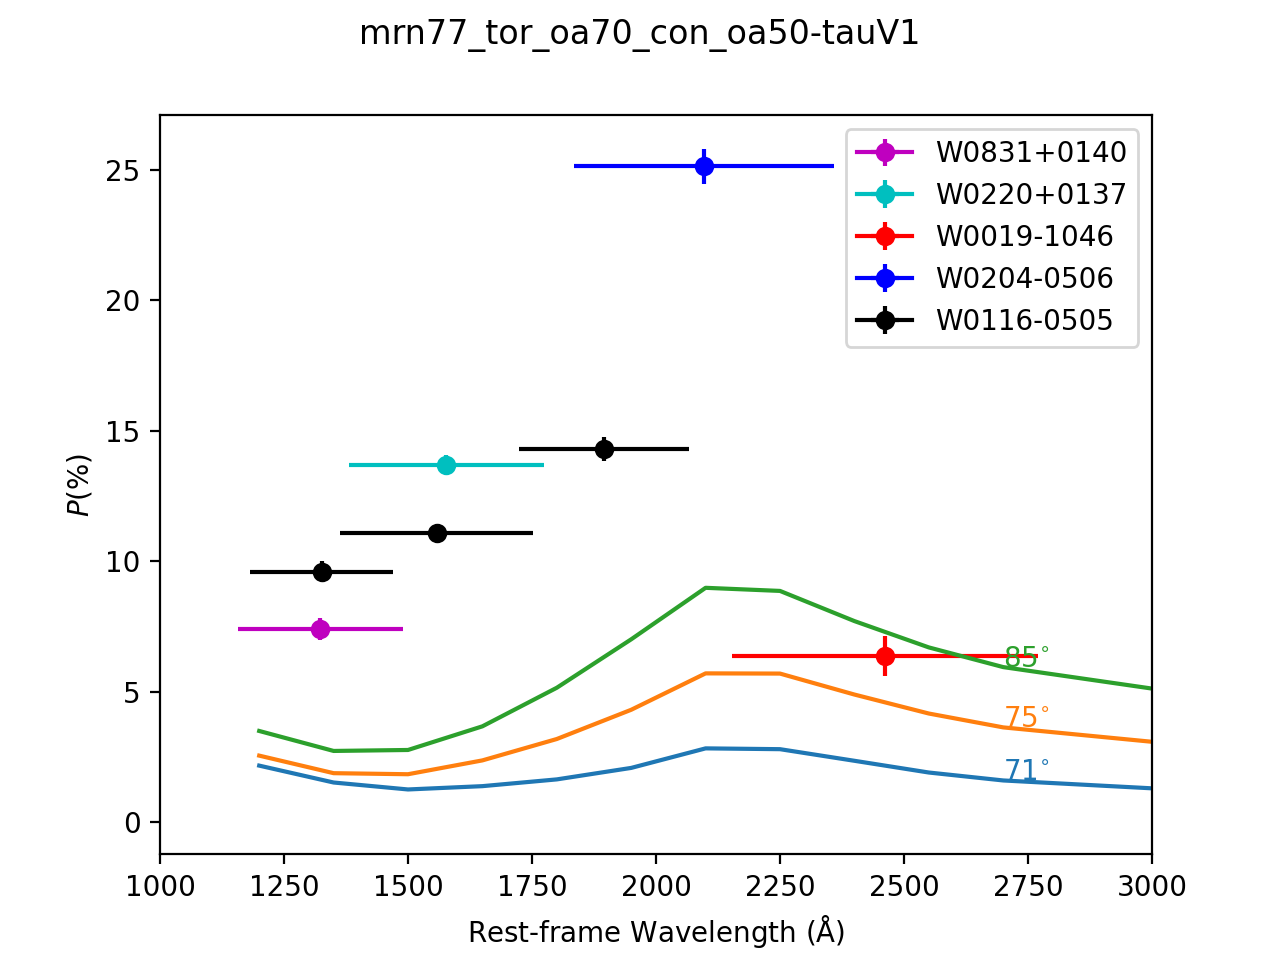 mrn77_tor_oa70_con_oa50-tauV1
25
20
15
10
5
0
P(%)
W0831+0140
W0220+0137
W0019-1046
W0204-0506
W0116-0505
85°
75°
71°
1000 1250 1500 1750 2000 2250 2500 2750 3000
Rest-frame Wavelength (Å)